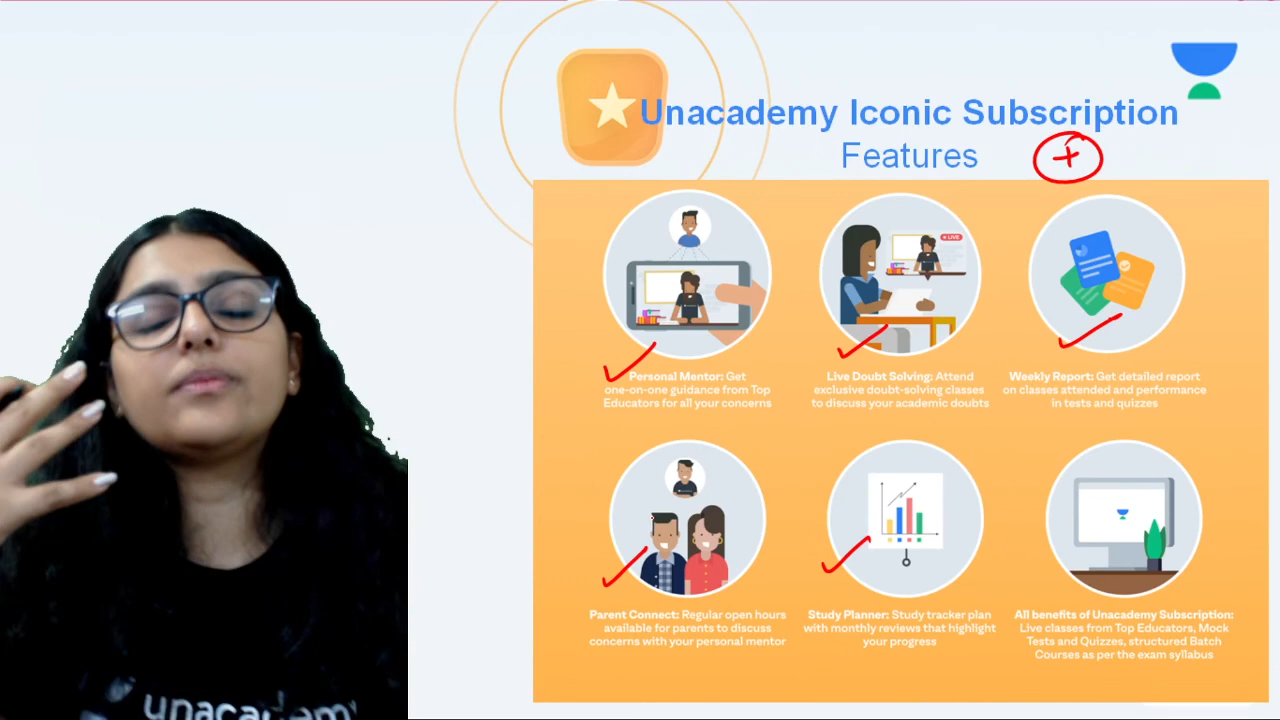 Unacademy Iconic Subscription
Features
+
LIVE
Personal Mentor: Get
one-on-one guidance from Top
Educators for all your concerns
Live Doubt Solving: Attend
exclusive doubt-solving classes
to discuss your academic doubts
Weekly Report: Get detailed report
on classes attended and performance
in tests and quizzes
Parent Connect: Regular open hours
available for parents to discuss
concerns with your personal mentor
Study Planner: Study tracker plan
with monthly reviews that highlight
your progress
All benefits of Unacademy Subscription:
Live classes from Top Educators, Mock
Tests and Quizzes, structured Batch
Courses as per the exam syllabus
unacademy